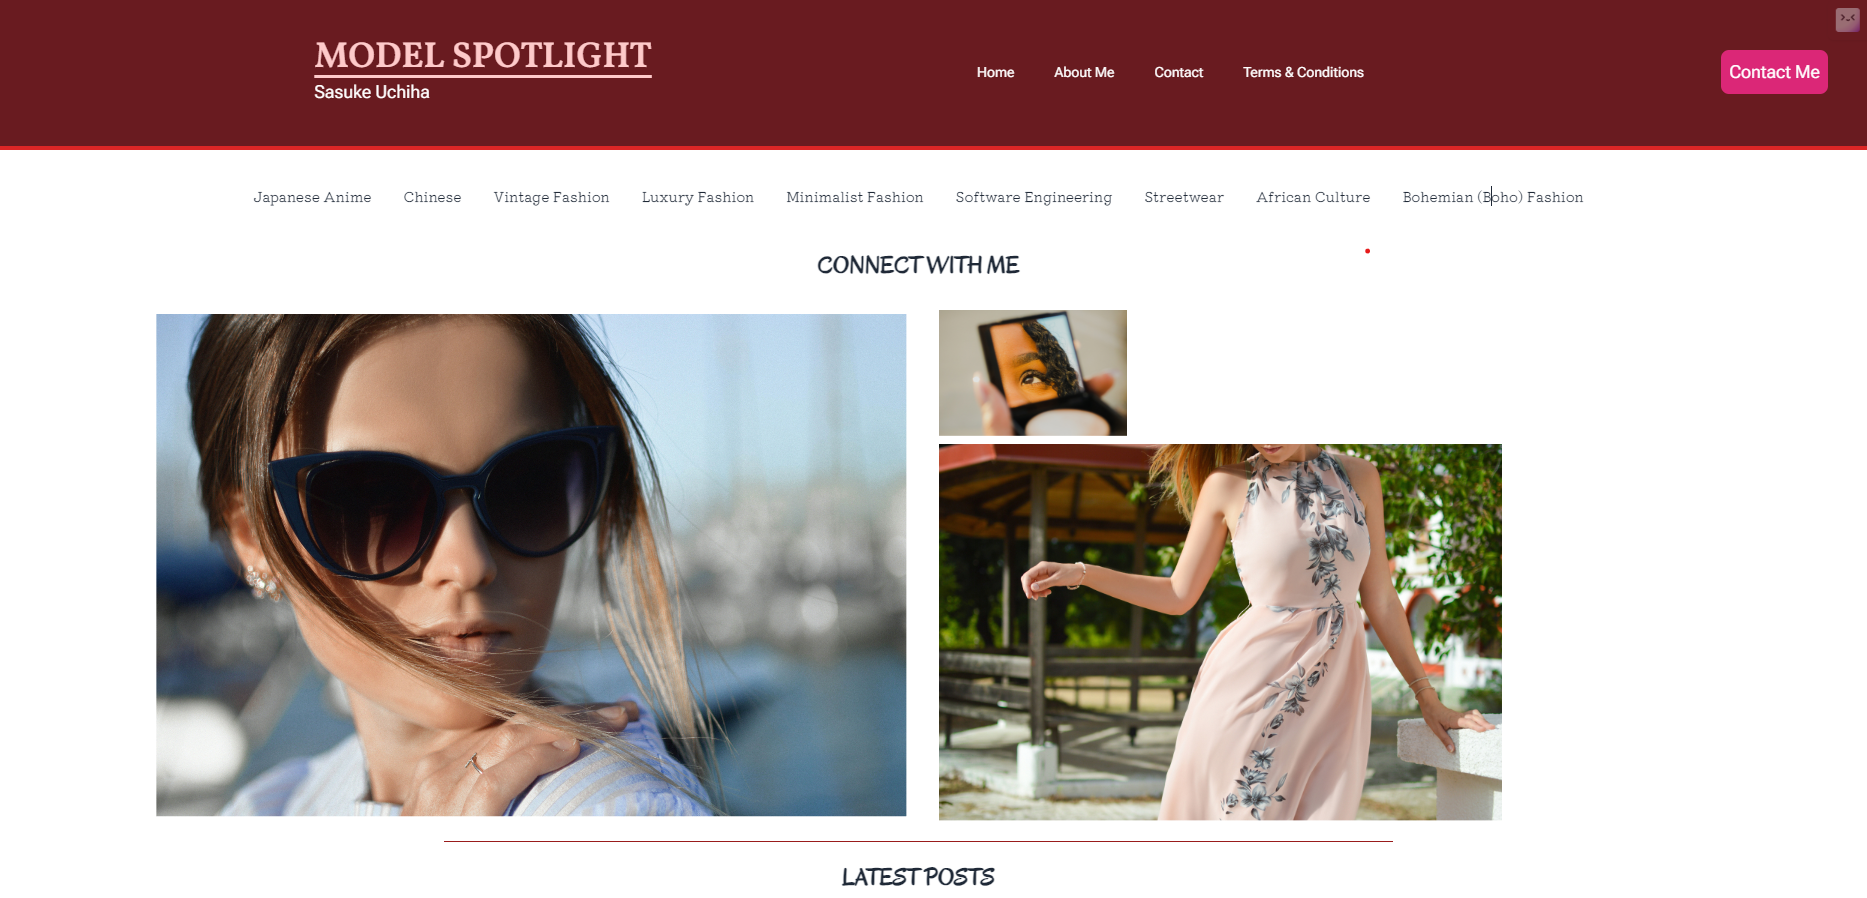 MODEL SPOTLIGHT
Sasuke Uchiha
Home About Me Contact Terms & Conditions
Contact Me
Japanese Anime Chinese Vintage Fashion Luxury Fashion Minimalist Fashion Software Engineering Streetwear African Culture Bohemian (Boho) Fashion
CONNECT WITH ME
LATEST POSTS